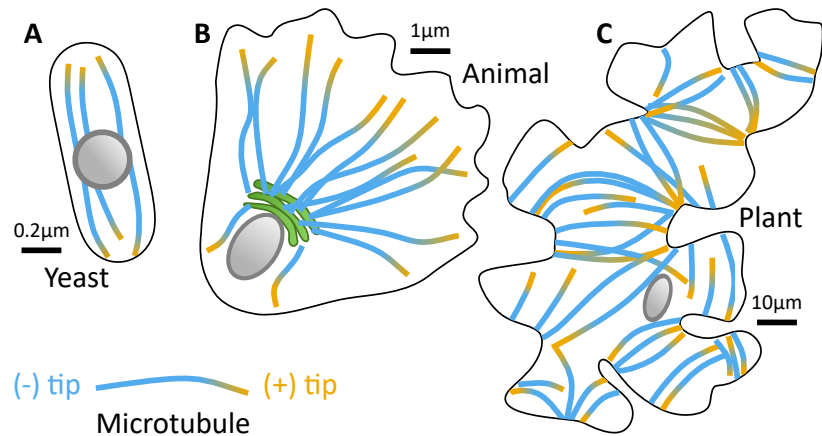 A
B
1μm
Animal
C
0.2μm
Yeast
Plant
10μm
(-) tip
(+) tip
Microtubule